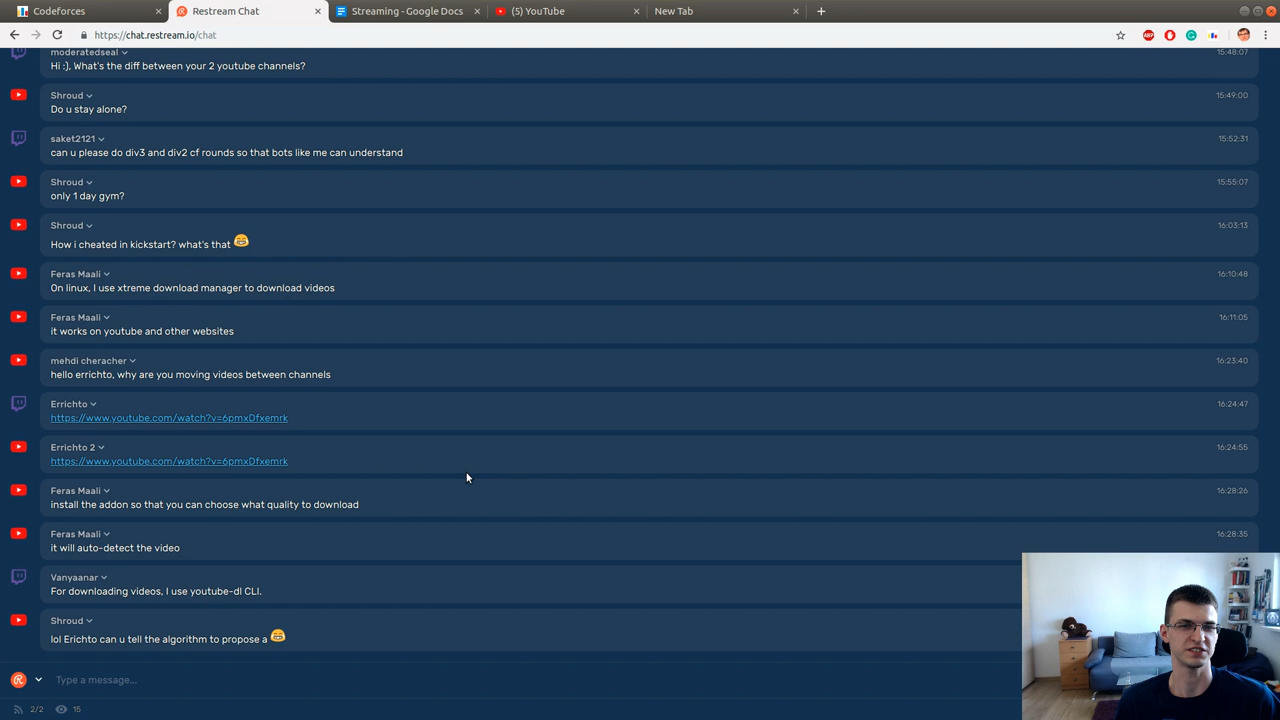 Codeforces
Restream Chat
Streaming - Google Docs
(5) YouTube
New Tab
https://chat.restream.io/chat
moderatedseal
15:48:07
Hi :), What's the diff between your 2 youtube channels?
Shroud
15:49:00
Do u stay alone?
saket2121
15:52:31
can u please do div3 and div2 cf rounds so that bots like me can understand
Shroud
15:55:07
only 1 day gym?
Shroud
16:03:13
How i cheated in kickstart? what's that 😂
Feras Maali
16:10:48
On linux, I use xtreme download manager to download videos
Feras Maali
16:11:05
it works on youtube and other websites
mehdi cheracher
16:23:40
hello errichto, why are you moving videos between channels
Errichto
16:24:47
https://www.youtube.com/watch?v=6pmxDfxemrk
Errichto 2
16:24:55
https://www.youtube.com/watch?v=6pmxDfxemrk
Feras Maali
16:28:26
install the addon so that you can choose what quality to download
Feras Maali
16:28:35
it will auto-detect the video
Vanyaanar
For downloading videos, I use youtube-dl CLI.
Shroud
lol Erichto can u tell the algorithm to propose a 😂
Type a message...
2/2
15